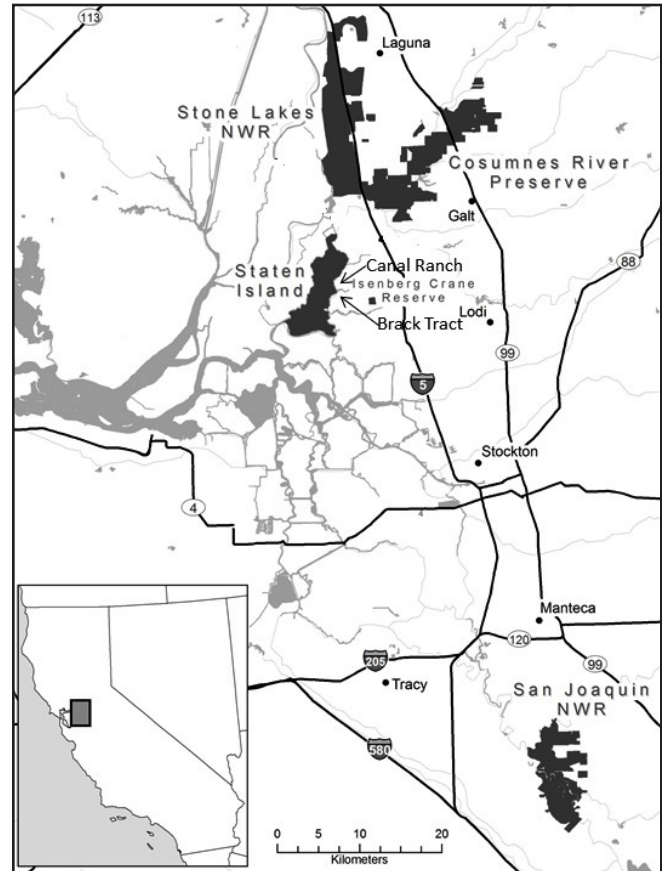 113
Laguna
Stone Lakes
NWR
Cosumnes River
Preserve
Galt
88
Staten
Island
Canal Ranch
Isenberg Crane
Reserve
Brack Tract
Lodi
99
5
Stockton
4
Manteca
120
99
205
Tracy
San Joaquin
NWR
580
0 5 10 20
Kilometers